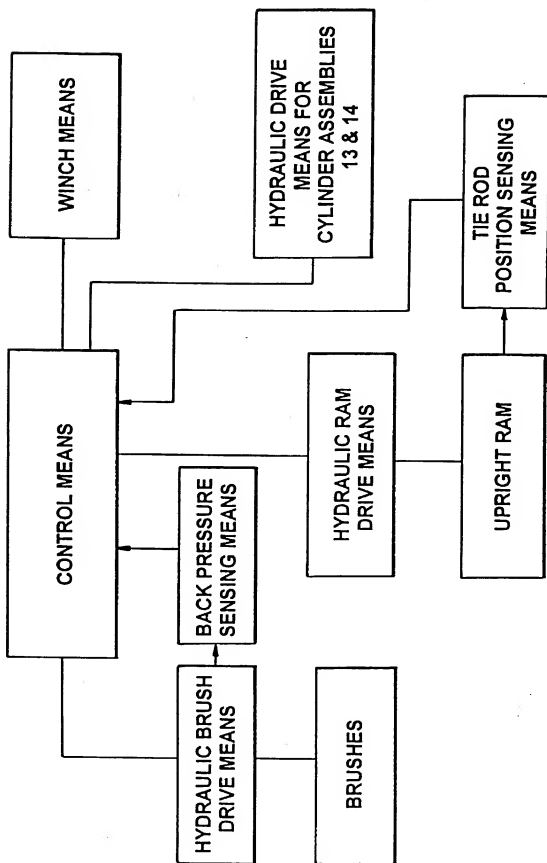 WINCH MEANS
CONTROL MEANS
HYDRAULIC DRIVE
MEANS FOR
CYLINDER ASSEMBLIES
13 & 14
BACK PRESSURE
SENSING MEANS
HYDRAULIC RAM
DRIVE MEANS
TIE ROD
POSITION SENSING
MEANS
HYDRAULIC BRUSH
DRIVE MEANS
BRUSHES
UPRIGHT RAM